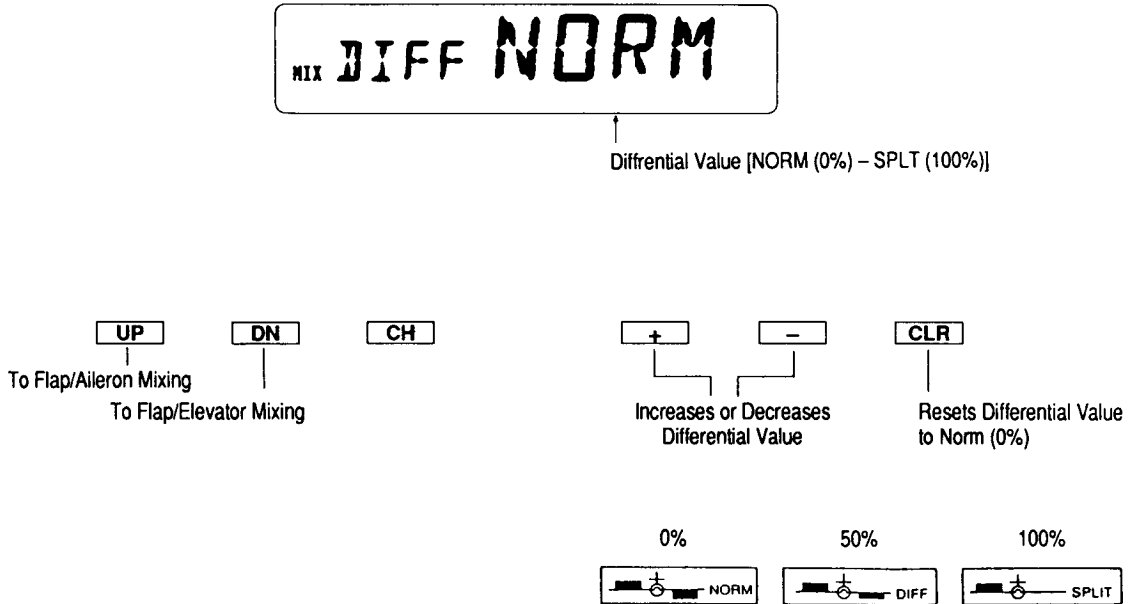 MIX DIFF NORM
Diffrential Value [NORM (0%) – SPLT (100%)]
UP DN CH + – CLR
To Flap/Aileron Mixing
To Flap/Elevator Mixing
Increases or Decreases
Differential Value
Resets Differential Value
to Norm (0%)
0% 50% 100%
NORM DIFF SPLIT